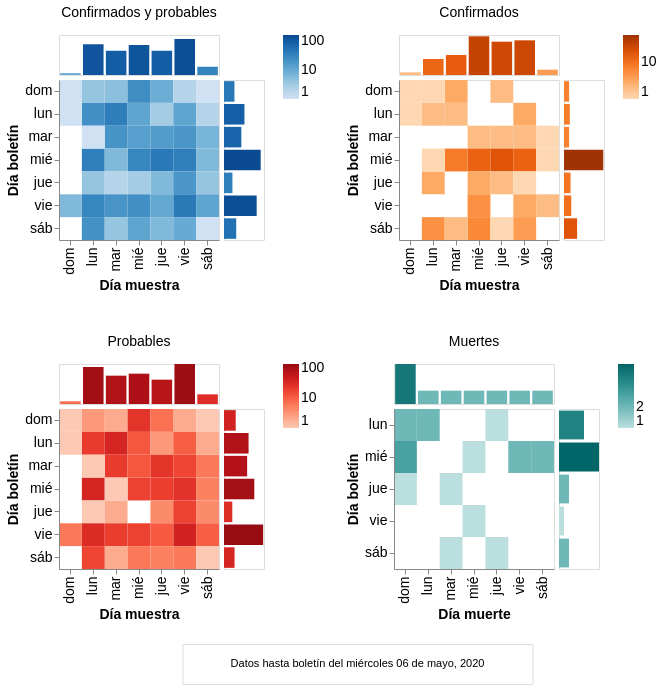 Confirmados y probables
100
10
1
dom
lun
mar
mié
jue
vie
sáb
Día boletín
dom
lun
mar
mié
jue
vie
sáb
Día muestra
Confirmados
10
1
dom
lun
mar
mié
jue
vie
sáb
Día boletín
dom
lun
mar
mié
jue
vie
sáb
Día muestra
Probables
100
10
1
dom
lun
mar
mié
jue
vie
sáb
Día boletín
dom
lun
mar
mié
jue
vie
sáb
Día muestra
Muertes
2
1
lun
mié
jue
vie
sáb
Día boletín
dom
lun
mar
mié
jue
vie
sáb
Día muerte
Datos hasta boletín del miércoles 06 de mayo, 2020